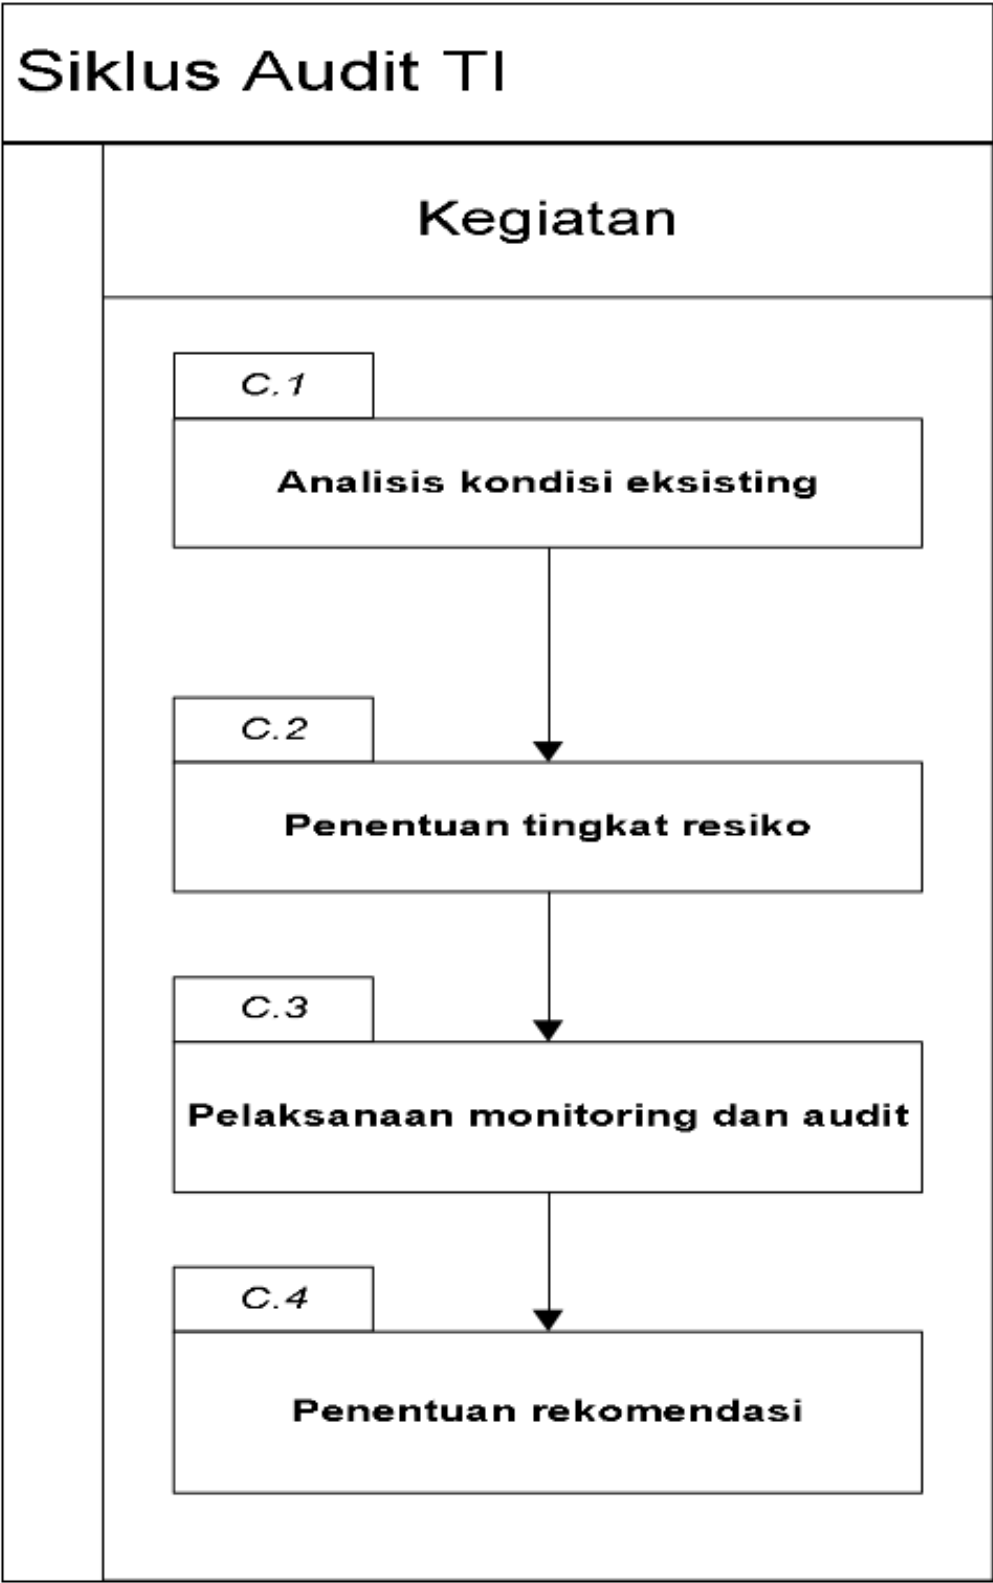 Siklus Audit TI
Kegiatan
C.1
Analisis kondisi eksisting
C.2
Penentuan tingkat resiko
C.3
Pelaksanaan monitoring dan audit
C.4
Penentuan rekomendasi